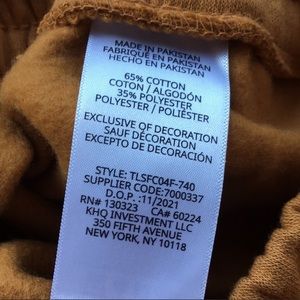 MADE IN PAKISTAN
FABRIQUÉ EN PAKISTAN
HECHO EN PAKISTAN
65% COTTON
COTON / ALGODÓN
35% POLYESTER
POLYESTER / POLIÉSTER
EXCLUSIVE OF DECORATION
SAUF DÉCORATION
EXCEPTO DE DECORACIÓN
STYLE: TLSFC04F-740
SUPPLIER CODE:7000337
D.O.P. :11/2021
RN# 130323 CA# 60224
KHQ INVESTMENT LLC
350 FIFTH AVENUE
NEW YORK, NY 10118